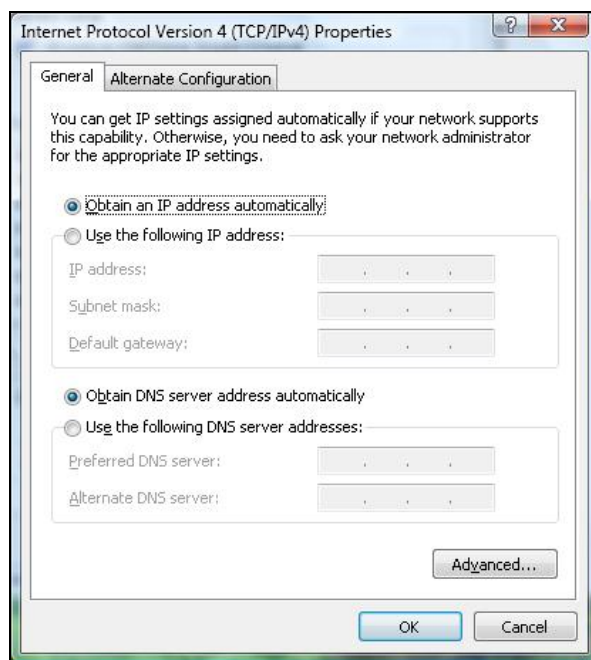 Internet Protocol Version 4 (TCP/IPv4) Properties
?
X
General
Alternate Configuration
You can get IP settings assigned automatically if your network supports
this capability. Otherwise, you need to ask your network administrator
for the appropriate IP settings.
Obtain an IP address automatically
Use the following IP address:
IP address:
. . .
Subnet mask:
. . .
Default gateway:
. . .
Obtain DNS server address automatically
Use the following DNS server addresses:
Preferred DNS server:
. . .
Alternate DNS server:
. . .
Advanced...
OK
Cancel